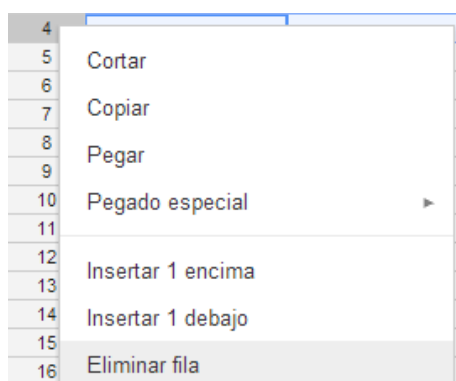 4
5
6
7
8
9
10
11
12
13
14
15
16
Cortar
Copiar
Pegar
Pegado especial
Insertar 1 encima
Insertar 1 debajo
Eliminar fila